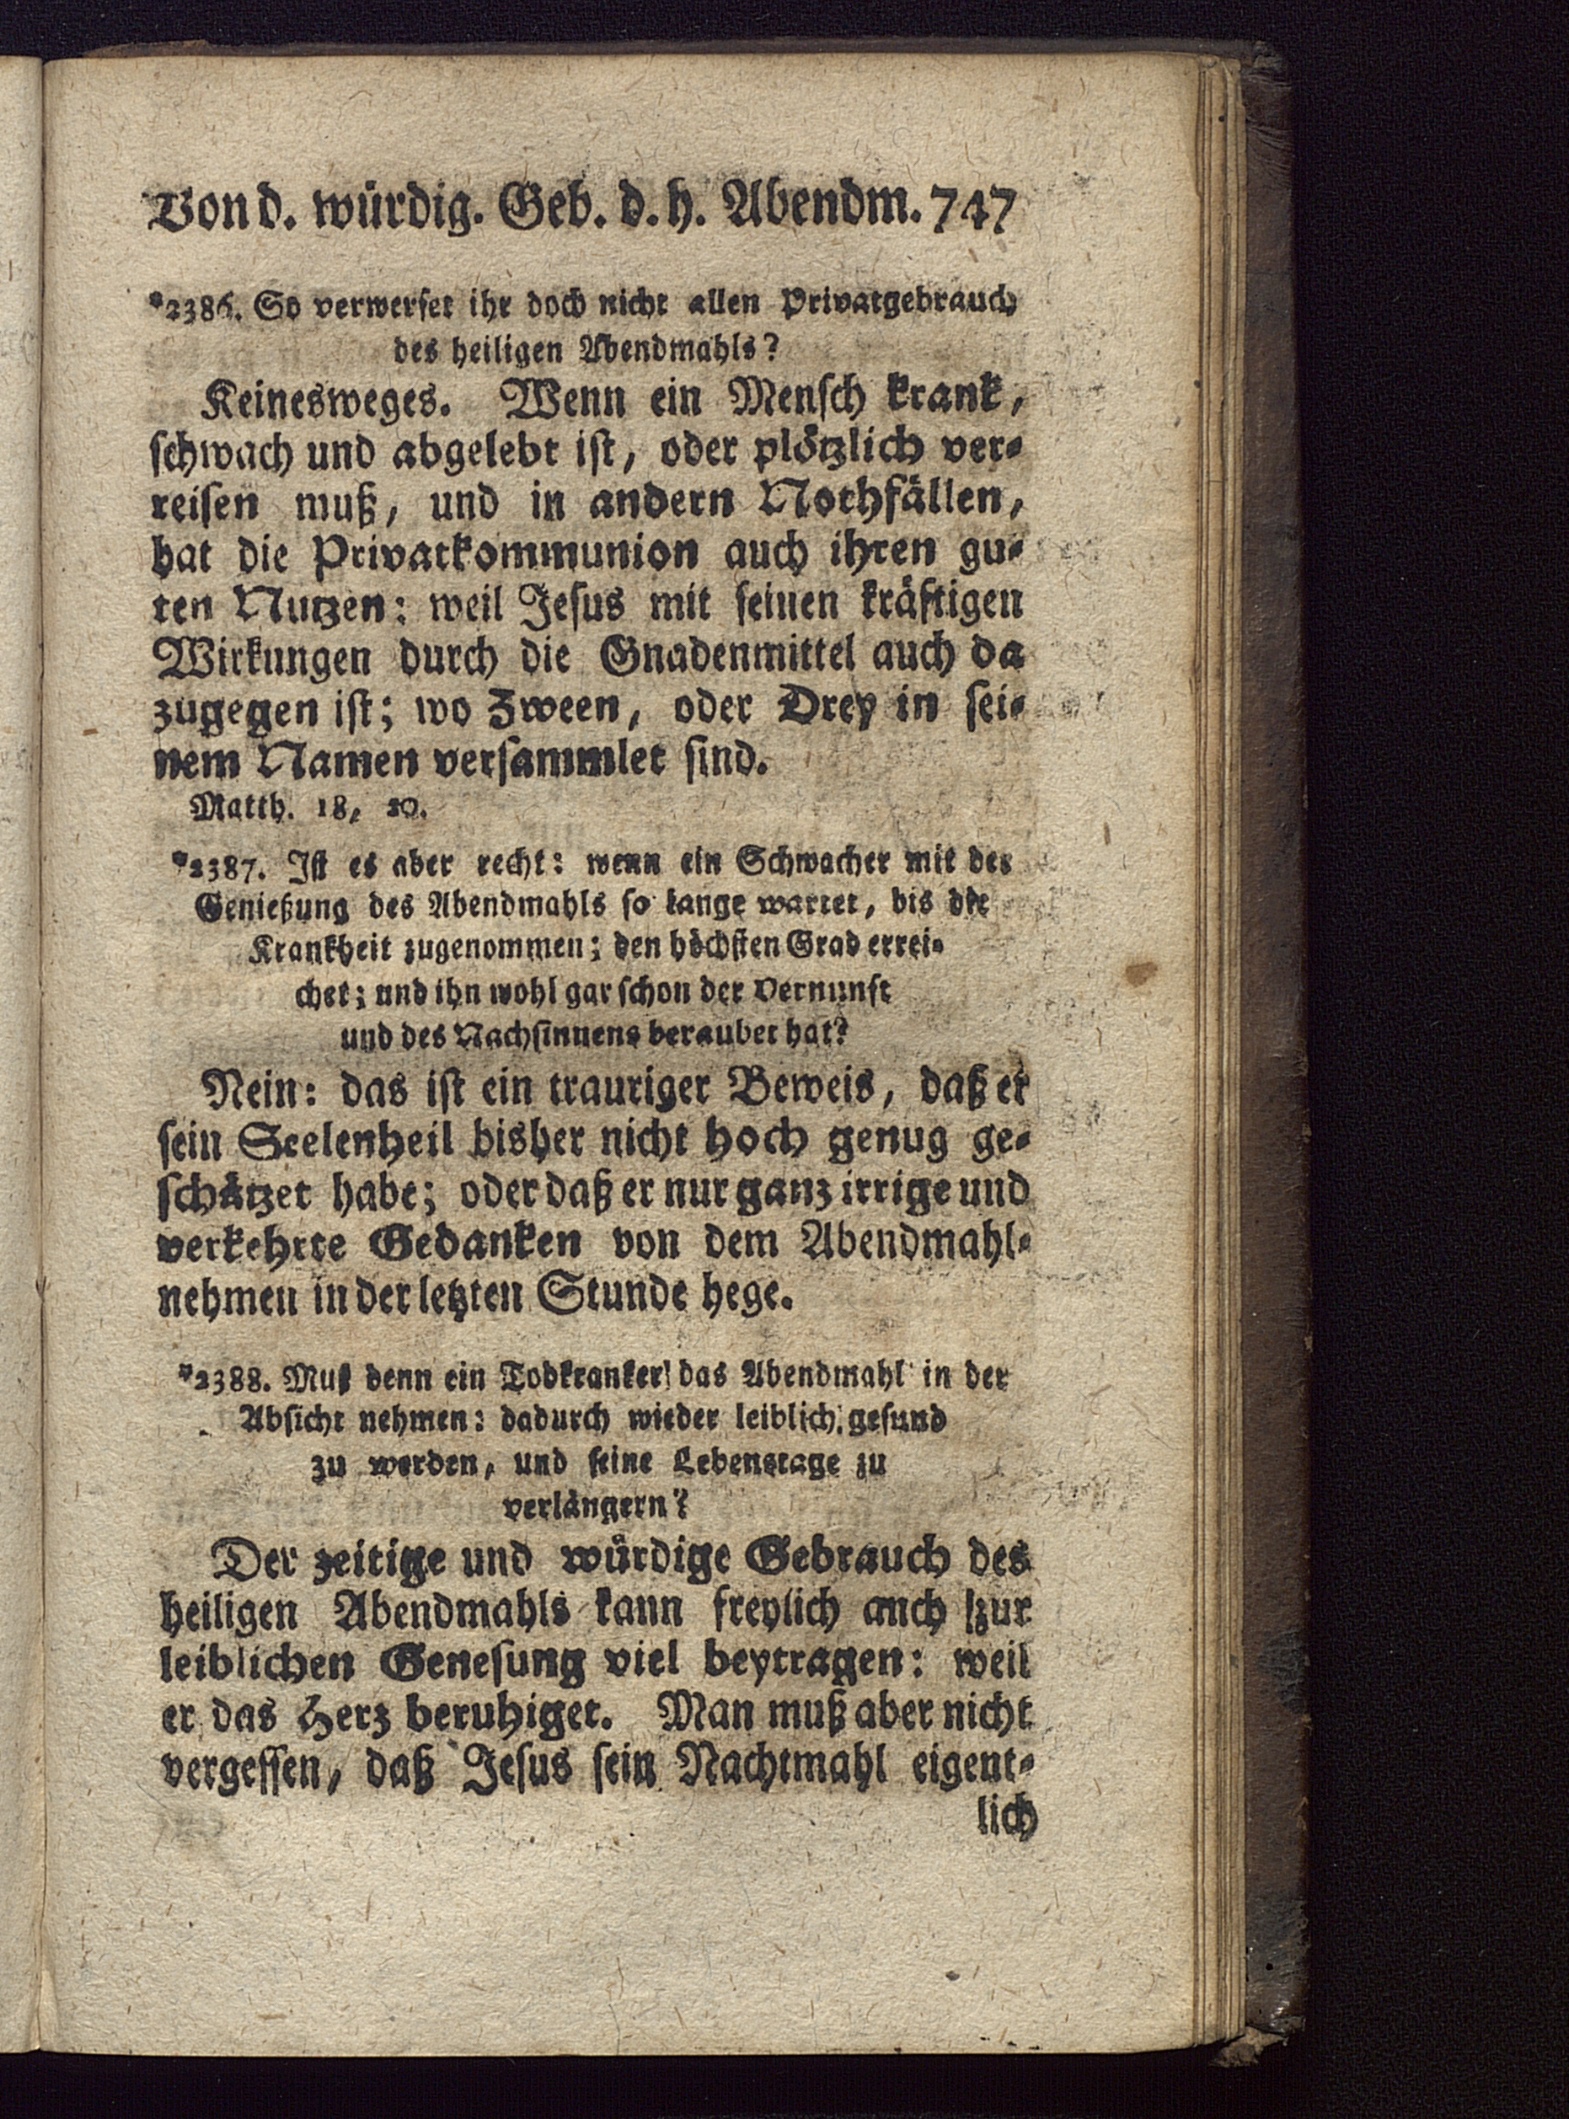 Von d. würdig. Geb. d. h. Abendm. 747
*2386. So verwerfet ihr doch nicht allen Privatgebrauch
des heiligen Abendmahls?
Keinesweges. Wenn ein Mensch krank,
schwach und abgelebt ist, oder plötzlich ver-
reisen muß, und in andern Nothfällen,
hat die Privatkommunion auch ihren gu-
ten Nutzen: weil Jesus mit seinen kräftigen
Wirkungen durch die Gnadenmittel auch da
zugegen ist; wo Zween, oder Drey in sei-
nem Namen versammlet sind.
Matth. 18, 20.
*2387. Ist es aber recht: wenn ein Schwacher mit der
Genießung des Abendmahls so lange wartet, bis die
Krankheit zugenommen; den höchsten Grad errei-
chet; und ihn wohl gar schon der Vernunft
und des Nachsinnens beraubet hat?
Nein: das ist ein trauriger Beweis, daß er
sein Seelenheil bisher nicht hoch genug ge-
schätzet habe; oder daß er nur ganz irrige und
verkehrte Gedanken von dem Abendmahl-
nehmen in der letzten Stunde hege.
*2388. Muß denn ein Todkranker das Abendmahl in der
Absicht nehmen: dadurch wieder leiblich gesund
zu werden, und seine Lebenstage zu
verlängern?
Der zeitige und würdige Gebrauch des
heiligen Abendmahls kann freylich auch zur
leiblichen Genesung viel beytragen: weil
er das Herz beruhiget. Man muß aber nicht
vergessen, daß Jesus sein Nachtmahl eigent-
lich